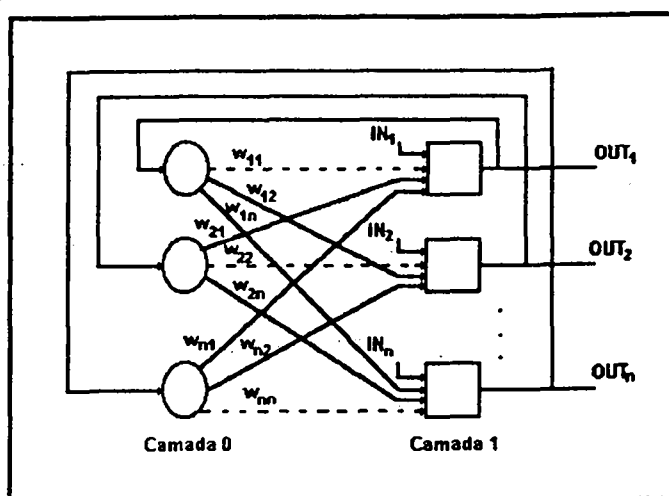 IN₁
OUT₁
w₁₁
w₁₂
w₁ₙ
w₂₁
IN₂
OUT₂
w₂₂
w₂ₙ
wₙ₁
wₙ₂
INₙ
OUTₙ
wₙₙ
Camada 0 Camada 1